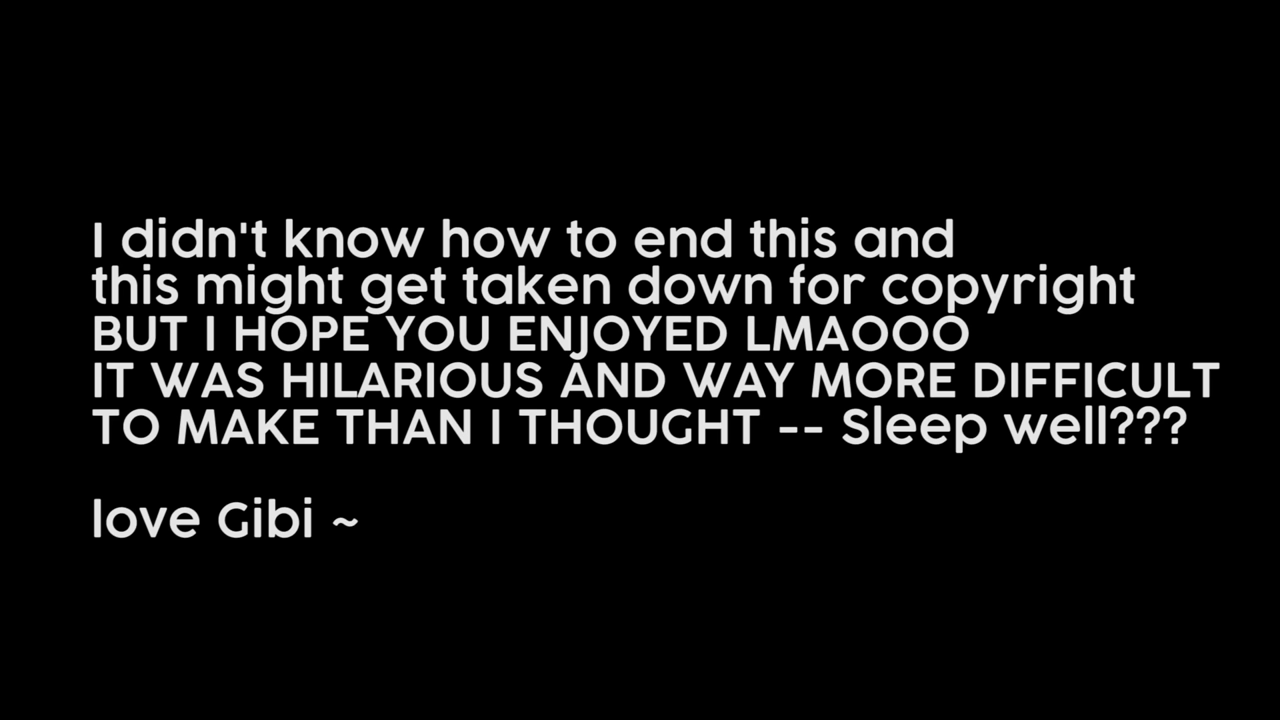 I didn't know how to end this and
this might get taken down for copyright
BUT I HOPE YOU ENJOYED LMAOOO
IT WAS HILARIOUS AND WAY MORE DIFFICULT
TO MAKE THAN I THOUGHT -- Sleep well???
love Gibi ~